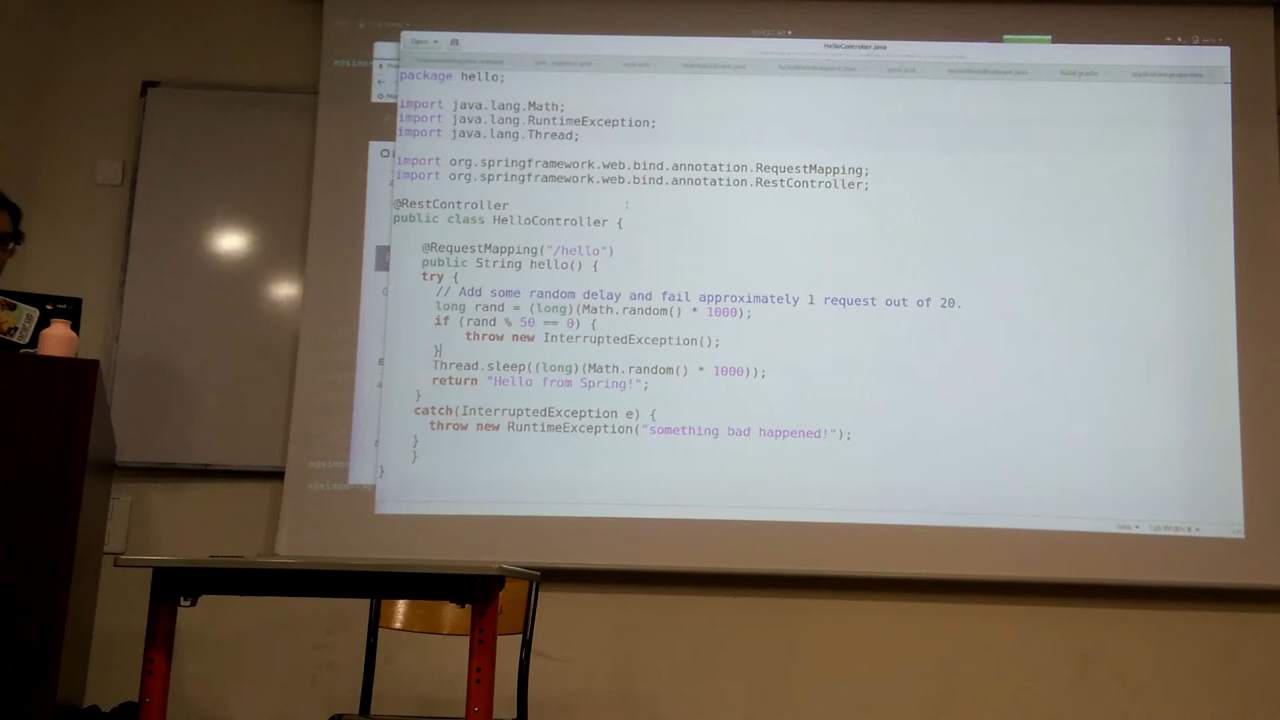 Open
HelloController.java
package hello;
import java.lang.Math;
import java.lang.RuntimeException;
import java.lang.Thread;
import org.springframework.web.bind.annotation.RequestMapping;
import org.springframework.web.bind.annotation.RestController;
@RestController
public class HelloController {
@RequestMapping("/hello")
public String hello() {
try {
// Add some random delay and fail approximately 1 request out of 20.
long rand = (long)(Math.random() * 1000);
if (rand % 50 == 0) {
throw new InterruptedException();
}
Thread.sleep((long)(Math.random() * 1000));
return "Hello from Spring!";
}
catch(InterruptedException e) {
throw new RuntimeException("something bad happened!");
}
}
}